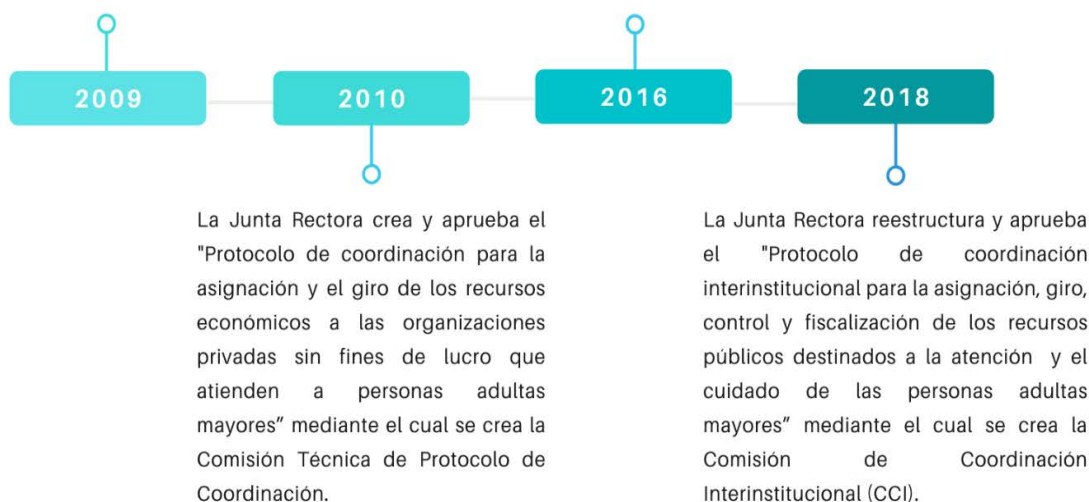 2009
2010
2016
2018
La Junta Rectora crea y aprueba el
"Protocolo de coordinación para la
asignación y el giro de los recursos
económicos a las organizaciones
privadas sin fines de lucro que
atienden a personas adultas
mayores” mediante el cual se crea la
Comisión Técnica de Protocolo de
Coordinación.
La Junta Rectora reestructura y aprueba
el "Protocolo de coordinación
interinstitucional para la asignación, giro,
control y fiscalización de los recursos
públicos destinados a la atención y el
cuidado de las personas adultas
mayores” mediante el cual se crea la
Comisión de Coordinación
Interinstitucional (CCI).